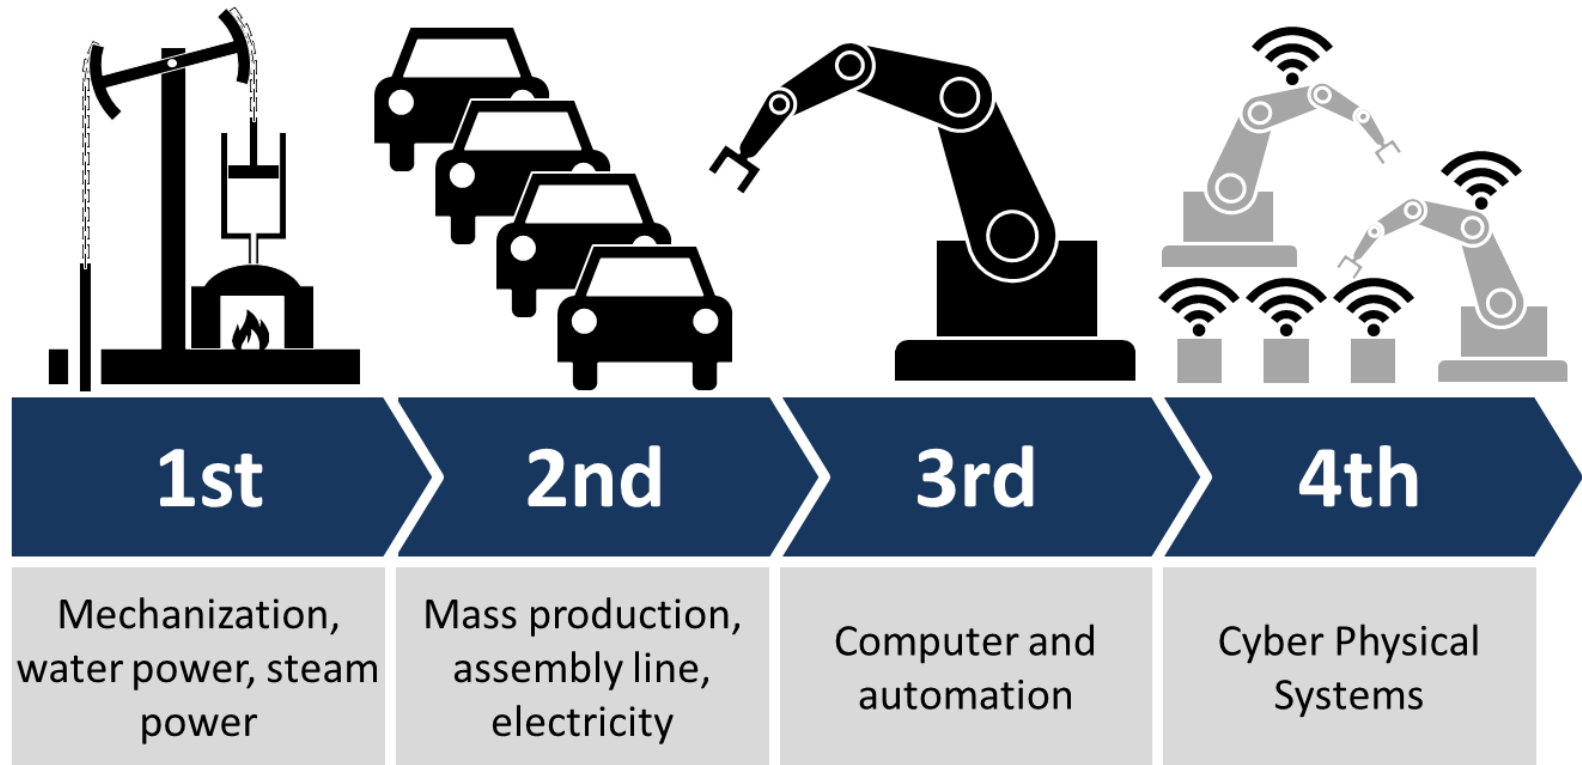 1st
2nd
3rd
4th
Mechanization,
water power, steam
power
Mass production,
assembly line,
electricity
Computer and
automation
Cyber Physical
Systems